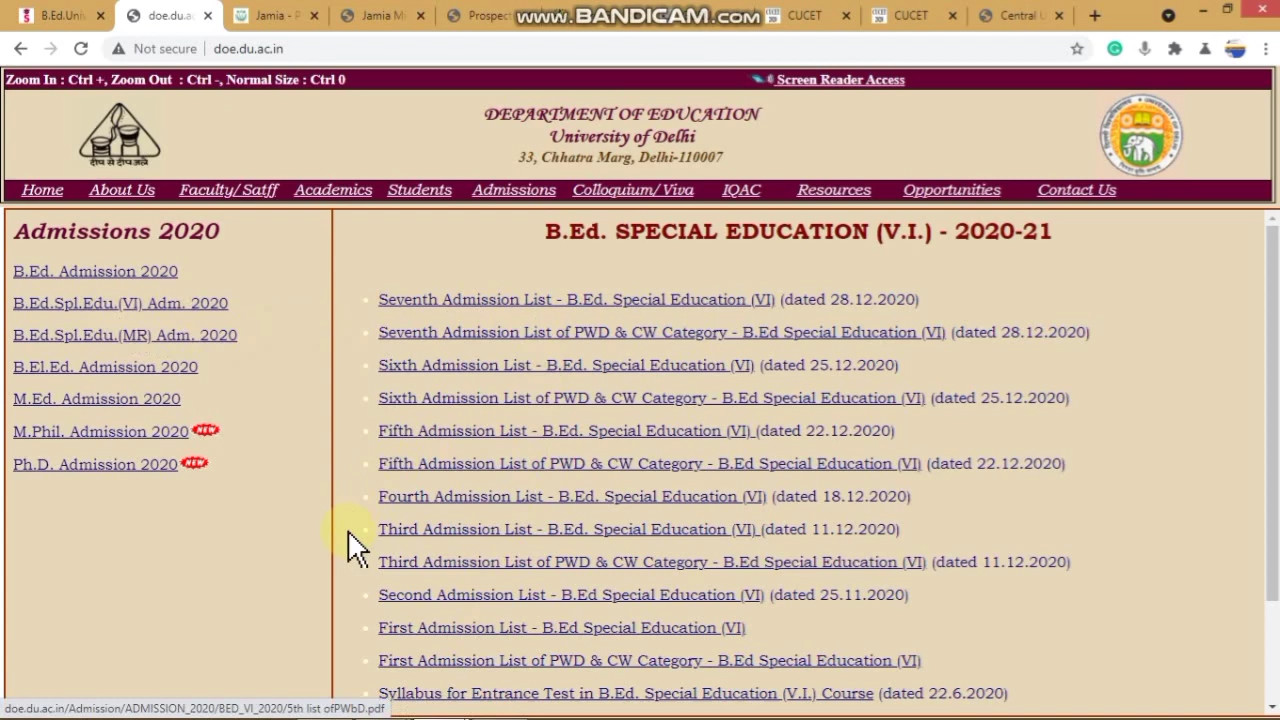 B.Ed.Univ
doe.du.ac
Jamia - P
Jamia Mi
Prospect
www.BANDICAM.com
CUCET
CUCET
Central U
Not secure
doe.du.ac.in
Zoom In : Ctrl +, Zoom Out : Ctrl -, Normal Size : Ctrl 0
Screen Reader Access
DEPARTMENT OF EDUCATION
University of Delhi
33, Chhatra Marg, Delhi-110007
दीप से दीप जले
Home About Us Faculty/Satff Academics Students Admissions Colloquium/Viva IQAC Resources Opportunities Contact Us
Admissions 2020
B.Ed. Admission 2020
B.Ed.Spl.Edu.(VI) Adm. 2020
B.Ed.Spl.Edu.(MR) Adm. 2020
B.El.Ed. Admission 2020
M.Ed. Admission 2020
M.Phil. Admission 2020 NEW
Ph.D. Admission 2020 NEW
B.Ed. SPECIAL EDUCATION (V.I.) - 2020-21
Seventh Admission List - B.Ed. Special Education (VI) (dated 28.12.2020)
Seventh Admission List of PWD & CW Category - B.Ed Special Education (VI) (dated 28.12.2020)
Sixth Admission List - B.Ed. Special Education (VI) (dated 25.12.2020)
Sixth Admission List of PWD & CW Category - B.Ed Special Education (VI) (dated 25.12.2020)
Fifth Admission List - B.Ed. Special Education (VI) (dated 22.12.2020)
Fifth Admission List of PWD & CW Category - B.Ed Special Education (VI) (dated 22.12.2020)
Fourth Admission List - B.Ed. Special Education (VI) (dated 18.12.2020)
Third Admission List - B.Ed. Special Education (VI) (dated 11.12.2020)
Third Admission List of PWD & CW Category - B.Ed Special Education (VI) (dated 11.12.2020)
Second Admission List - B.Ed Special Education (VI) (dated 25.11.2020)
First Admission List - B.Ed Special Education (VI)
First Admission List of PWD & CW Category - B.Ed Special Education (VI)
Syllabus for Entrance Test in B.Ed. Special Education (V.I.) Course (dated 22.6.2020)
doe.du.ac.in/Admission/ADMISSION_2020/BED_VI_2020/5th list ofPWbD.pdf